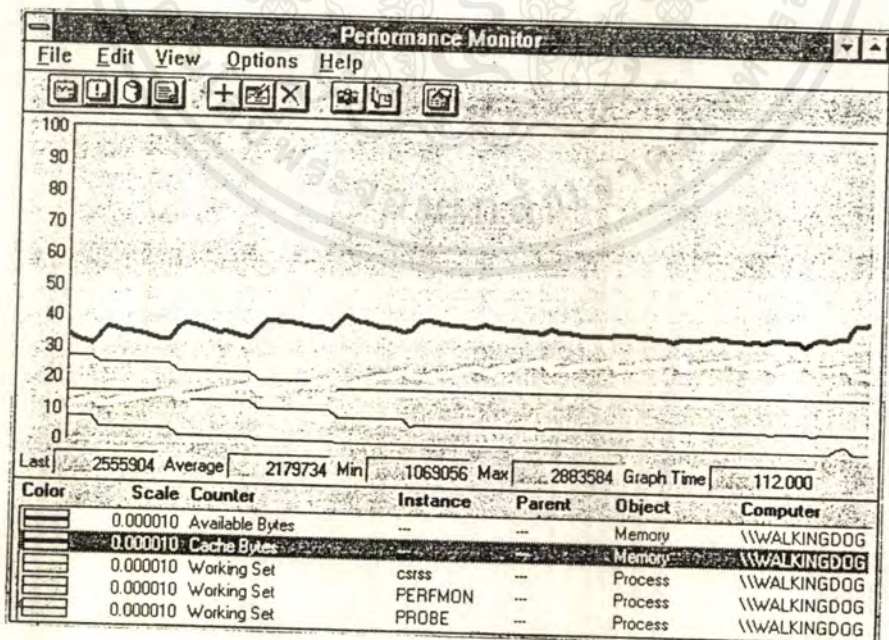 Performance Monitor
File Edit View Options Help
100
90
80
70
60
50
40
30
20
10
0
Last 2555904 Average 2179734 Min 1069056 Max 2883584 Graph Time 112.000
Color Scale Counter Instance Parent Object Computer
0.000010 Available Bytes --- --- Memory \\WALKINGDOG
0.000010 Cache Bytes --- --- Memory \\WALKINGDOG
0.000010 Working Set csrss --- Process \\WALKINGDOG
0.000010 Working Set PERFMON --- Process \\WALKINGDOG
0.000010 Working Set PROBE --- Process \\WALKINGDOG